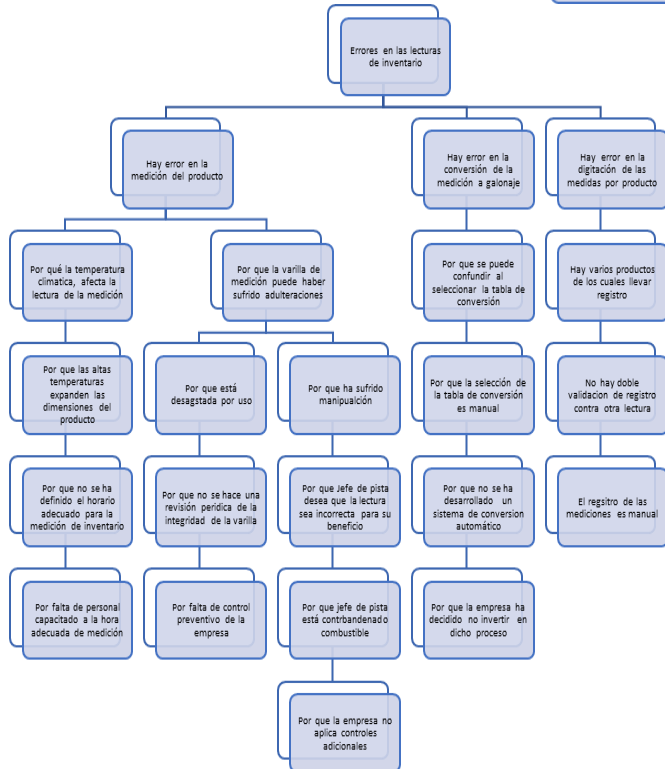 Errores en las lecturas
de inventario
Hay error en la
medición del producto
Hay error en la
conversión de la
medición a galonaje
Hay error en la
digitación de las
medidas por producto
Por qué la temperatura
climatica, afecta la
lectura de la medición
Por que la varilla de
medición puede haber
sufrido adulteraciones
Por que se puede
confundir al
seleccionar la tabla de
conversión
Hay varios productos
de los cuales llevar
registro
Por que las altas
temperaturas
expanden las
dimensiones del
producto
Por que está
desagstada por uso
Por que ha sufrido
manipualción
Por que la selección de
la tabla de conversión
es manual
No hay doble
validacion de registro
contra otra lectura
Por que no se ha
definido el horario
adecuado para la
medición de inventario
Por que no se hace una
revisión peridica de la
integridad de la varilla
Por que Jefe de pista
desea que la lectura
sea incorrecta para su
beneficio
Por que no se ha
desarrollado un
sistema de conversion
automático
El regsitro de las
mediciones es manual
Por falta de personal
capacitado a la hora
adecuada de medición
Por falta de control
preventivo de la
empresa
Por que jefe de pista
está contrbandenado
combustible
Por que la empresa ha
decidido no invertir en
dicho proceso
Por que la empresa no
aplica controles
adicionales